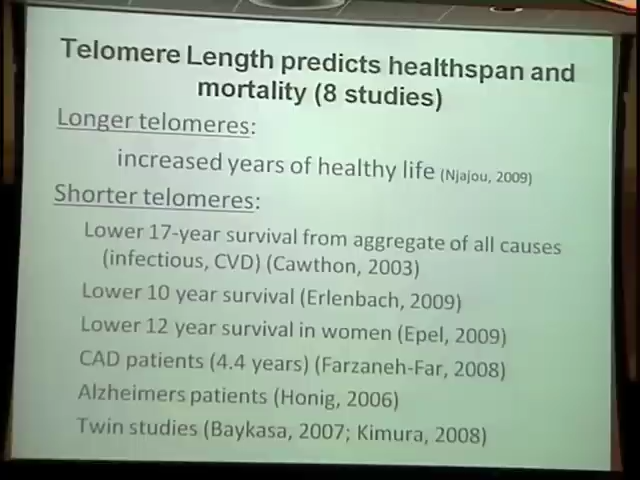 Telomere Length predicts healthspan and
mortality (8 studies)
Longer telomeres:
increased years of healthy life (Njajou, 2009)
Shorter telomeres:
Lower 17-year survival from aggregate of all causes
(infectious, CVD) (Cawthon, 2003)
Lower 10 year survival (Erlenbach, 2009)
Lower 12 year survival in women (Epel, 2009)
CAD patients (4.4 years) (Farzaneh-Far, 2008)
Alzheimers patients (Honig, 2006)
Twin studies (Baykasa, 2007; Kimura, 2008)